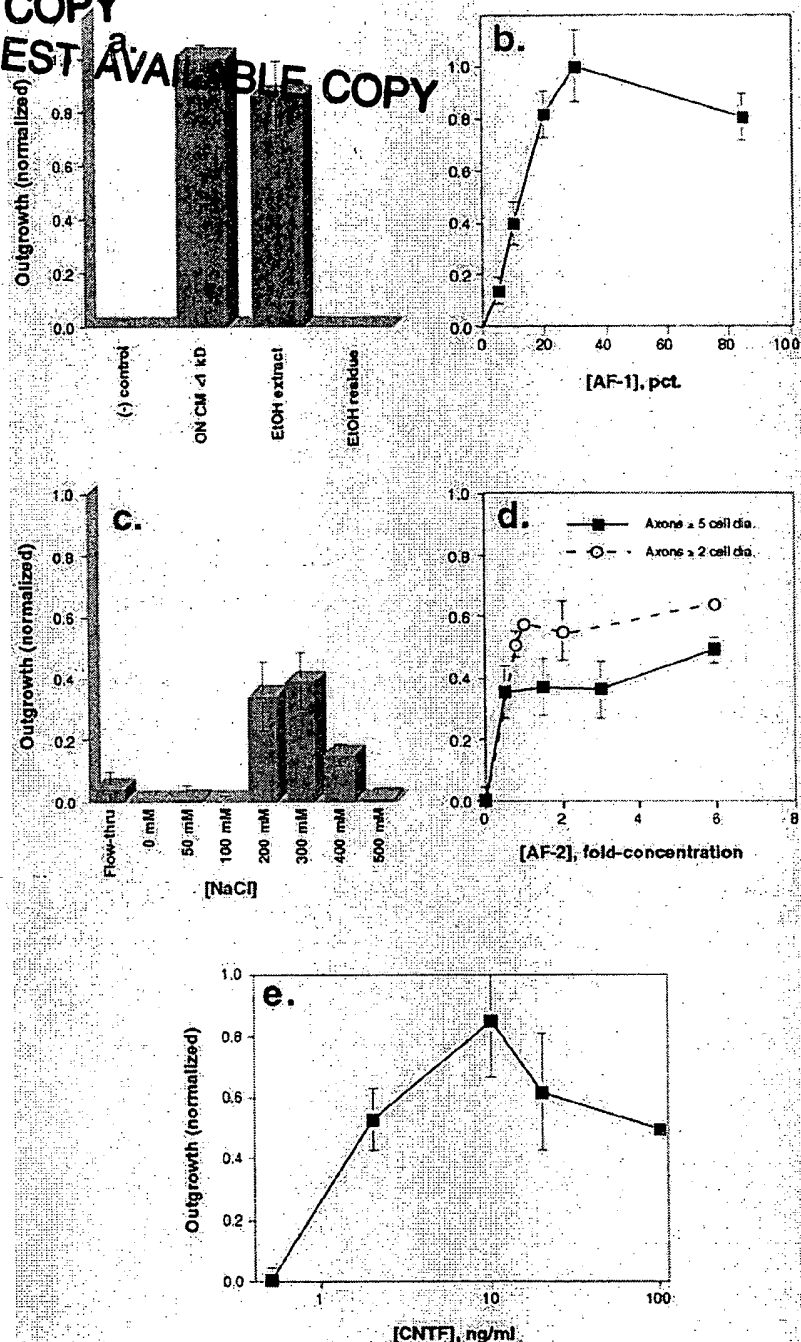 COPY
EST AVAILABLE COPY
a.
Outgrowth (normalized)
0.8
0.6
0.4
0.2
0.0
(-) control
ON CM <1 kD
EtOH extract
EtOH residue
b.
1.0
0.8
0.6
0.4
0.2
0.0
0 20 40 60 80 100
[AF-1], pct.
c.
Outgrowth (normalized)
1.0
0.8
0.6
0.4
0.2
0.0
Flow-thru
0 mM
50 mM
100 mM
200 mM
300 mM
400 mM
500 mM
[NaCl]
d.
Axons ≥ 5 cell dia.
Axons ≥ 2 cell dia.
1.0
0.8
0.6
0.4
0.2
0.0
0 2 4 6 8
[AF-2], fold-concentration
e.
Outgrowth (normalized)
1.0
0.8
0.6
0.4
0.2
0.0
1 10 100
[CNTF], ng/ml